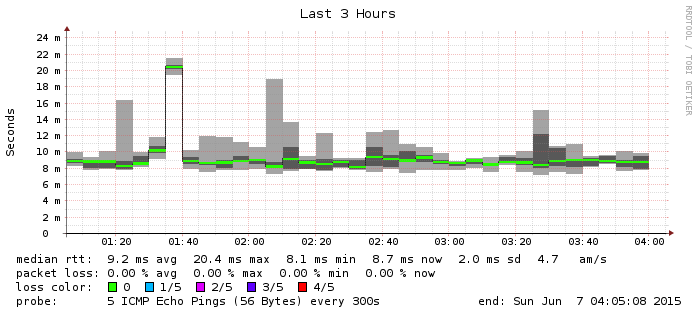 Last 3 Hours
RRDTOOL / TOBI OETIKER
Seconds
24 m
22 m
20 m
18 m
16 m
14 m
12 m
10 m
8 m
6 m
4 m
2 m
0
01:20 01:40 02:00 02:20 02:40 03:00 03:20 03:40 04:00
median rtt: 9.2 ms avg 20.4 ms max 8.1 ms min 8.7 ms now 2.0 ms sd 4.7 am/s
packet loss: 0.00 % avg 0.00 % max 0.00 % min 0.00 % now
loss color: 0 1/5 2/5 3/5 4/5
probe: 5 ICMP Echo Pings (56 Bytes) every 300s end: Sun Jun 7 04:05:08 2015